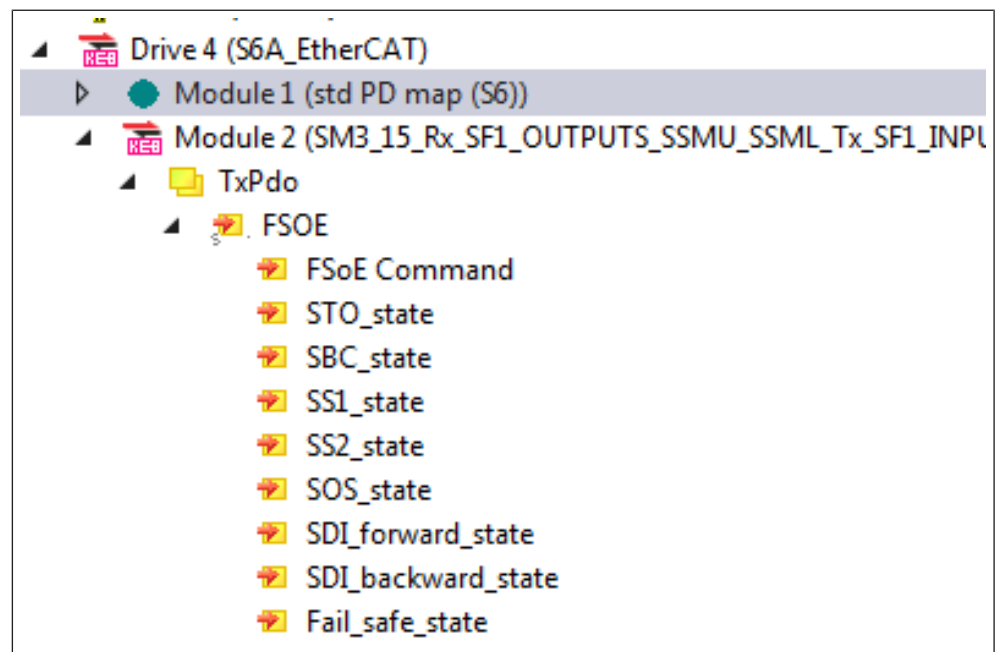 Drive 4 (S6A_EtherCAT)
Module 1 (std PD map (S6))
KEB Module 2 (SM3_15_Rx_SF1_OUTPUTS_SSMU_SSML_Tx_SF1_INPU
TxPdo
FSOE
FSoE Command
STO_state
SBC_state
SS1_state
SS2_state
SOS_state
SDI_forward_state
SDI_backward_state
Fail_safe_state